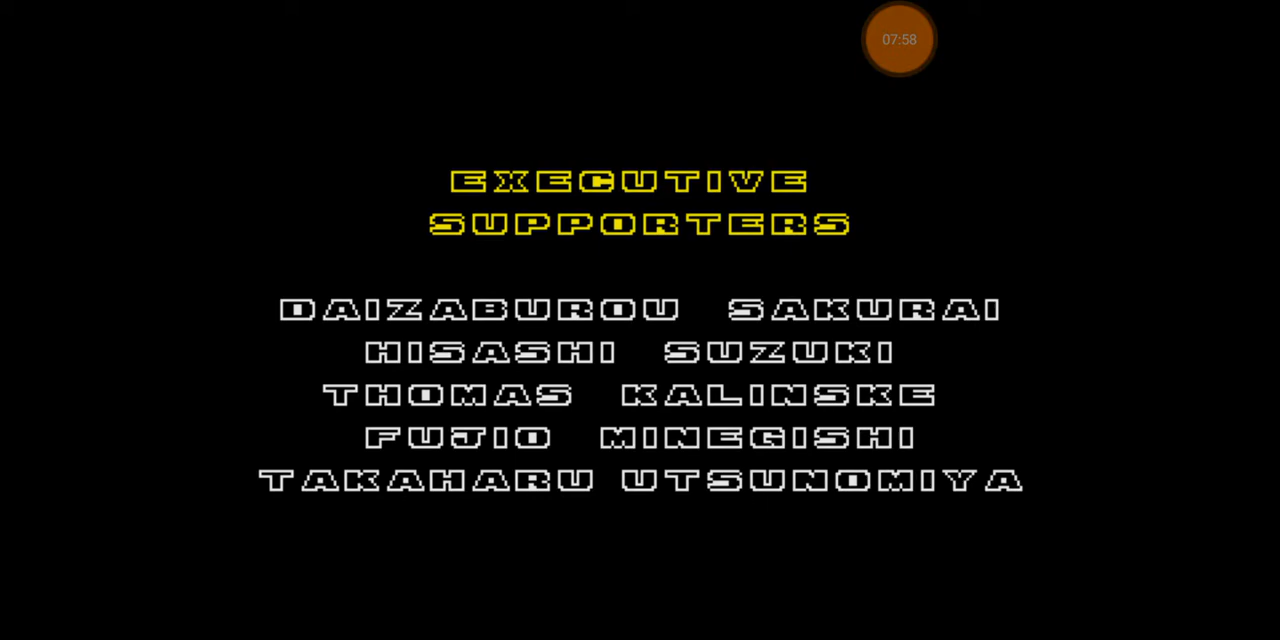 07:58
EXECUTIVE
SUPPORTERS
DAIZABUROU SAKURAI
HISASHI SUZUKI
THOMAS KALINSKE
FUJIO MINEGISHI
TAKAHARU UTSUNOMIYA